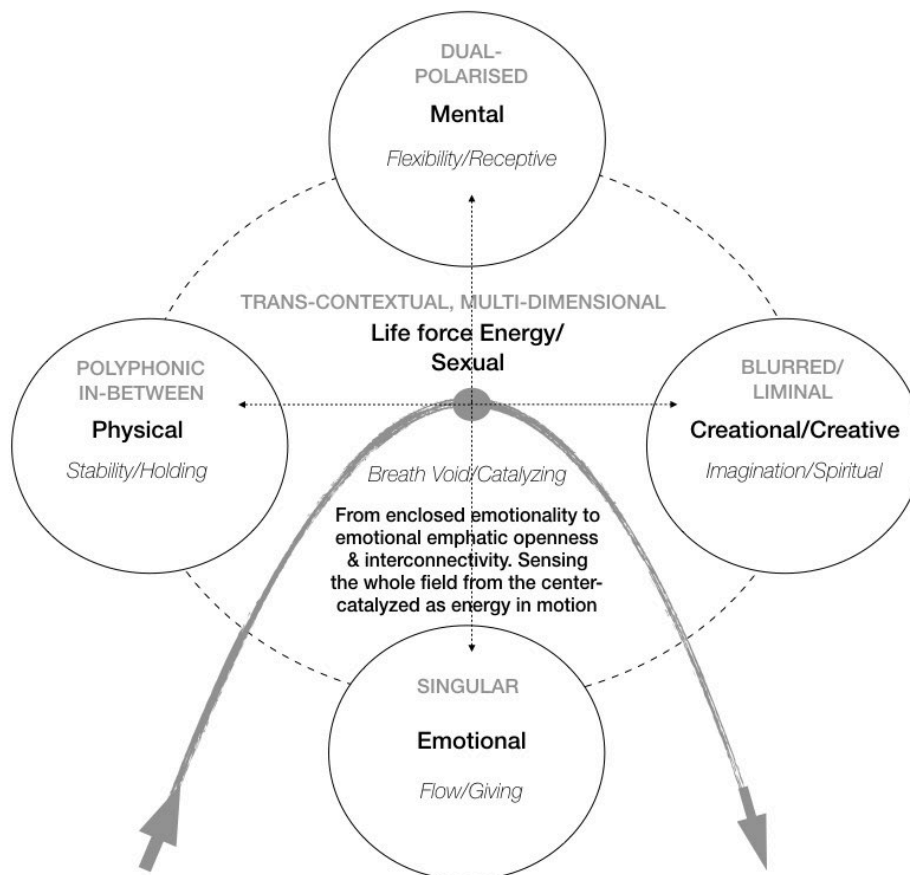 DUAL-
POLARISED
Mental
Flexibility/Receptive
TRANS-CONTEXTUAL, MULTI-DIMENSIONAL
Life force Energy/
Sexual
POLYPHONIC
IN-BETWEEN
Physical
Stability/Holding
BLURRED/
LIMINAL
Creational/Creative
Imagination/Spiritual
Breath Void/Catalyzing
From enclosed emotionality to
emotional emphatic openness
& interconnectivity. Sensing
the whole field from the center-
catalyzed as energy in motion
SINGULAR
Emotional
Flow/Giving